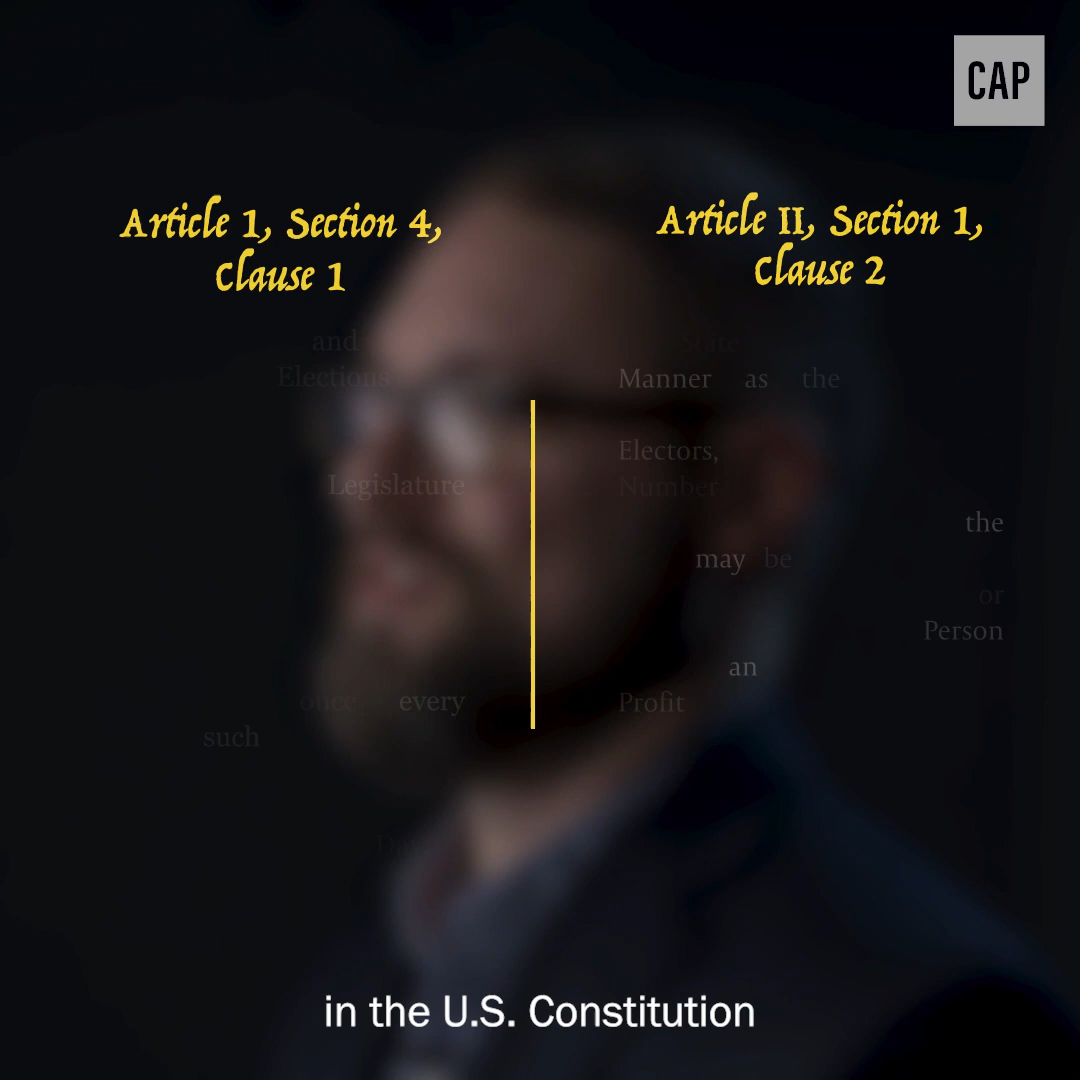 CAP
Article 1, Section 4,
Clause 1
and
Elections
Legislature
once every
such
Article II, Section 1,
Clause 2
State
Manner as the
Electors,
Number
the
may be
or
Person
an
Profit
in the U.S. Constitution